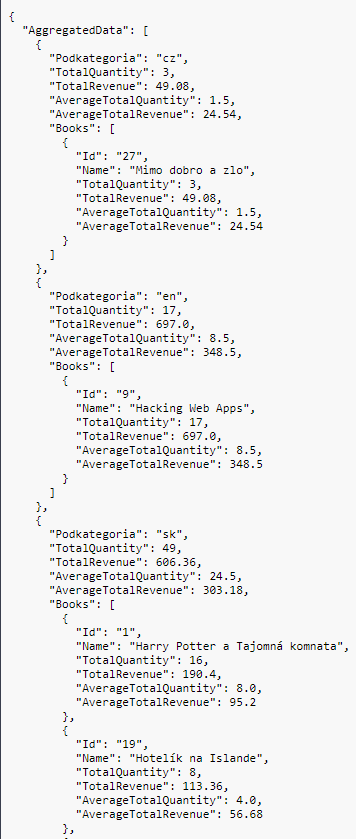 {
"AggregatedData": [
{
"Podkategoria": "cz",
"TotalQuantity": 3,
"TotalRevenue": 49.08,
"AverageTotalQuantity": 1.5,
"AverageTotalRevenue": 24.54,
"Books": [
{
"Id": "27",
"Name": "Mimo dobro a zlo",
"TotalQuantity": 3,
"TotalRevenue": 49.08,
"AverageTotalQuantity": 1.5,
"AverageTotalRevenue": 24.54
}
]
},
{
"Podkategoria": "en",
"TotalQuantity": 17,
"TotalRevenue": 697.0,
"AverageTotalQuantity": 8.5,
"AverageTotalRevenue": 348.5,
"Books": [
{
"Id": "9",
"Name": "Hacking Web Apps",
"TotalQuantity": 17,
"TotalRevenue": 697.0,
"AverageTotalQuantity": 8.5,
"AverageTotalRevenue": 348.5
}
]
},
{
"Podkategoria": "sk",
"TotalQuantity": 49,
"TotalRevenue": 606.36,
"AverageTotalQuantity": 24.5,
"AverageTotalRevenue": 303.18,
"Books": [
{
"Id": "1",
"Name": "Harry Potter a Tajomná komnata",
"TotalQuantity": 16,
"TotalRevenue": 190.4,
"AverageTotalQuantity": 8.0,
"AverageTotalRevenue": 95.2
},
{
"Id": "19",
"Name": "Hotelík na Islande",
"TotalQuantity": 8,
"TotalRevenue": 113.36,
"AverageTotalQuantity": 4.0,
"AverageTotalRevenue": 56.68
},